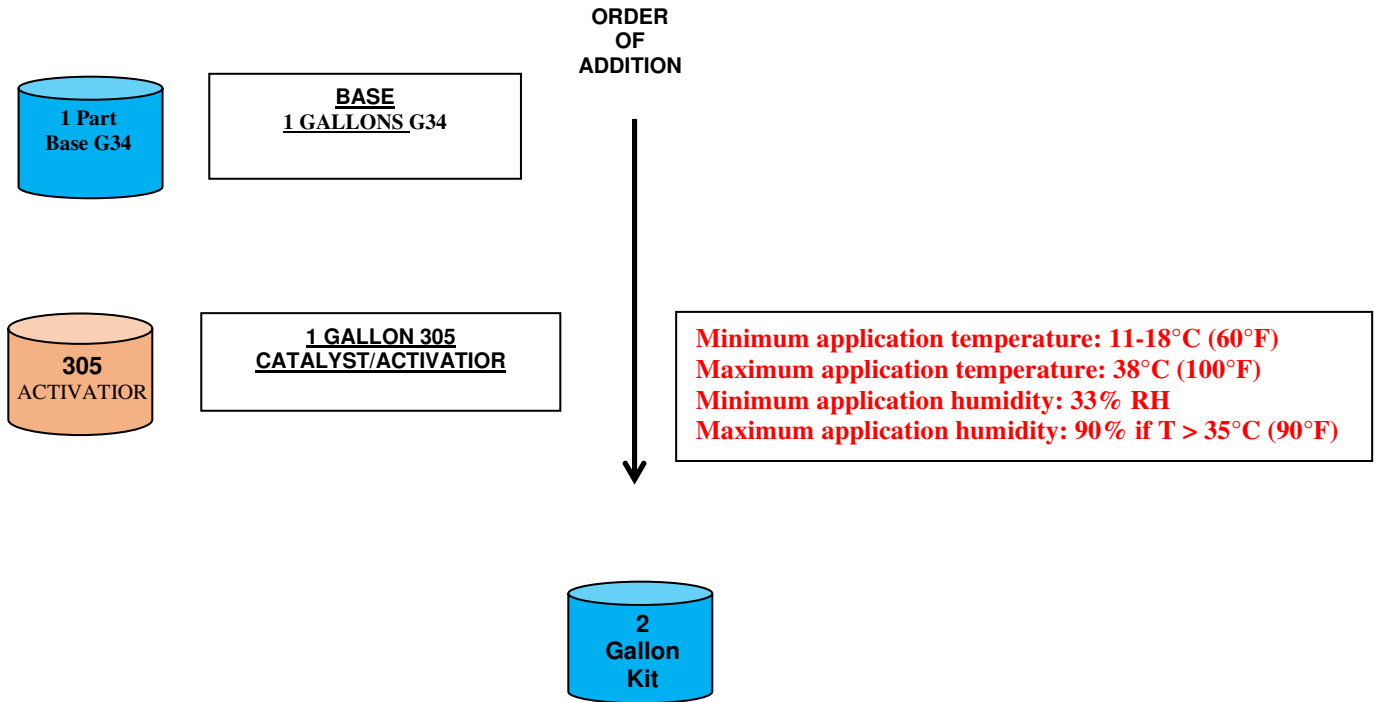 ORDER
OF
ADDITION
1 Part
Base G34
BASE
1 GALLONS G34
305
ACTIVATIOR
1 GALLON 305
CATALYST/ACTIVATIOR
Minimum application temperature: 11-18°C (60°F)
Maximum application temperature: 38°C (100°F)
Minimum application humidity: 33% RH
Maximum application humidity: 90% if T > 35°C (90°F)
2
Gallon
Kit